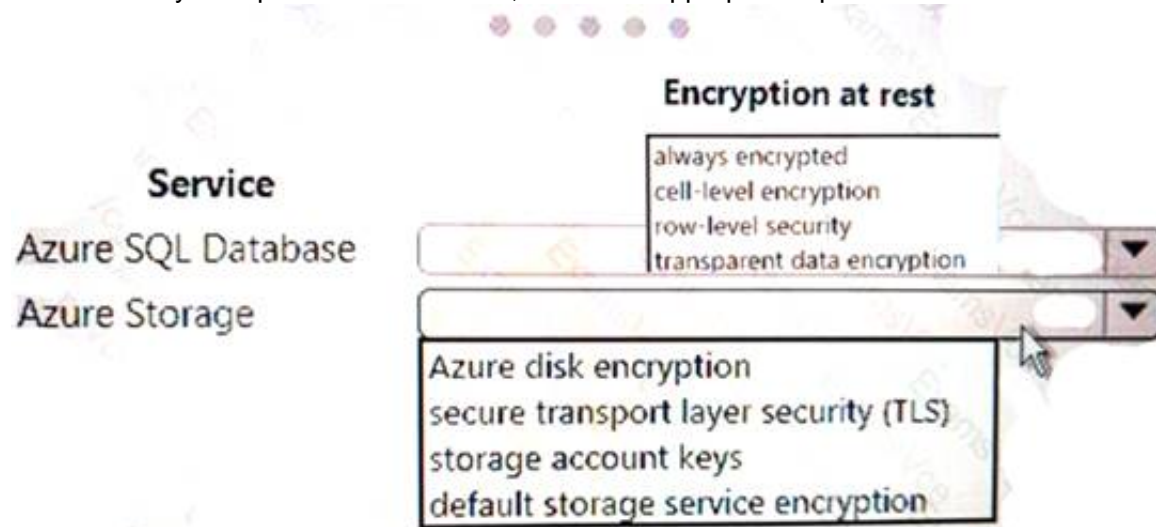 Encryption at rest
always encrypted
cell-level encryption
row-level security
transparent data encryption
Service
Azure SQL Database
Azure Storage
Azure disk encryption
secure transport layer security (TLS)
storage account keys
default storage service encryption